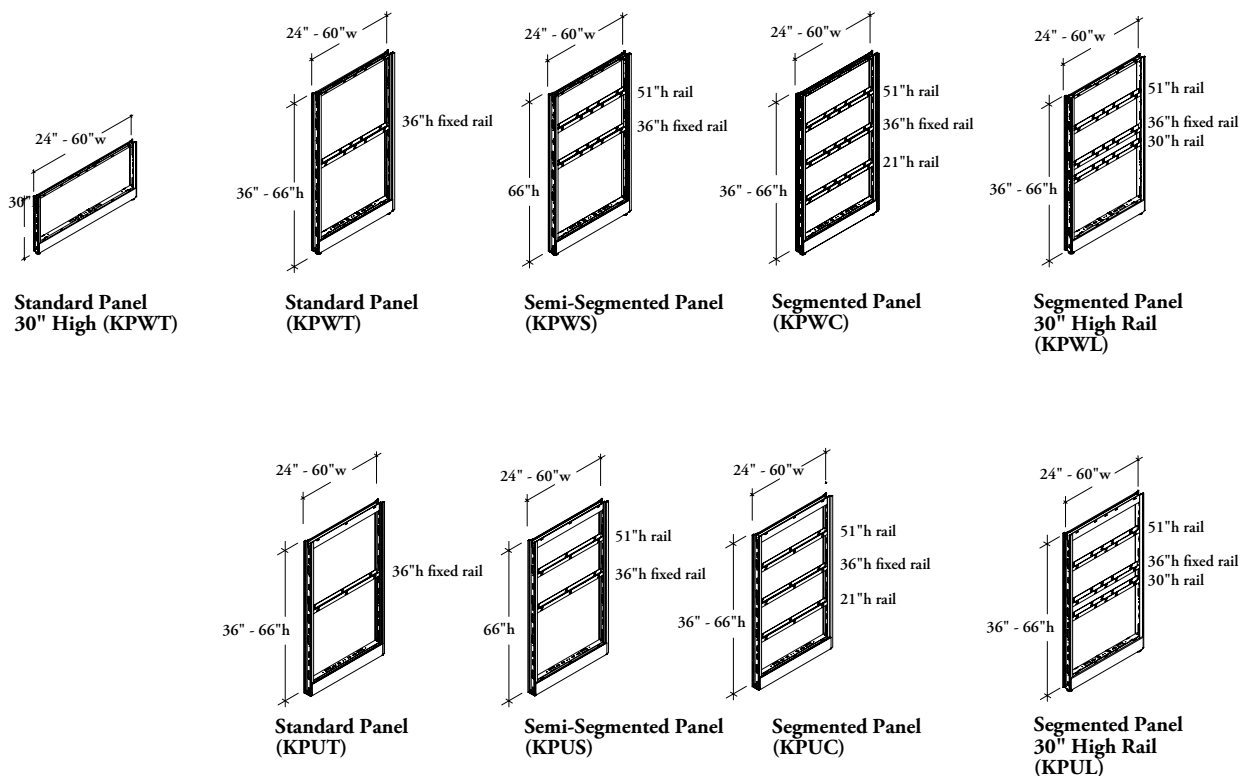 24" - 60"w
30"
Standard Panel
30" High (KPWT)
24" - 60"w
36"h fixed rail
36" - 66"h
Standard Panel
(KPWT)
24" - 60"w
51"h rail
36"h fixed rail
66"h
Semi-Segmented Panel
(KPWS)
24" - 60"w
51"h rail
36"h fixed rail
21"h rail
36" - 66"h
Segmented Panel
(KPWC)
24" - 60"w
51"h rail
36"h fixed rail
30"h rail
36" - 66"h
Segmented Panel
30" High Rail
(KPWL)
24" - 60"w
36"h fixed rail
36" - 66"h
Standard Panel
(KPUT)
24" - 60"w
51"h rail
36"h fixed rail
66"h
Semi-Segmented Panel
(KPUS)
24" - 60"w
51"h rail
36"h fixed rail
21"h rail
36" - 66"h
Segmented Panel
(KPUC)
24" - 60"w
51"h rail
36"h fixed rail
30"h rail
36" - 66"h
Segmented Panel
30" High Rail
(KPUL)